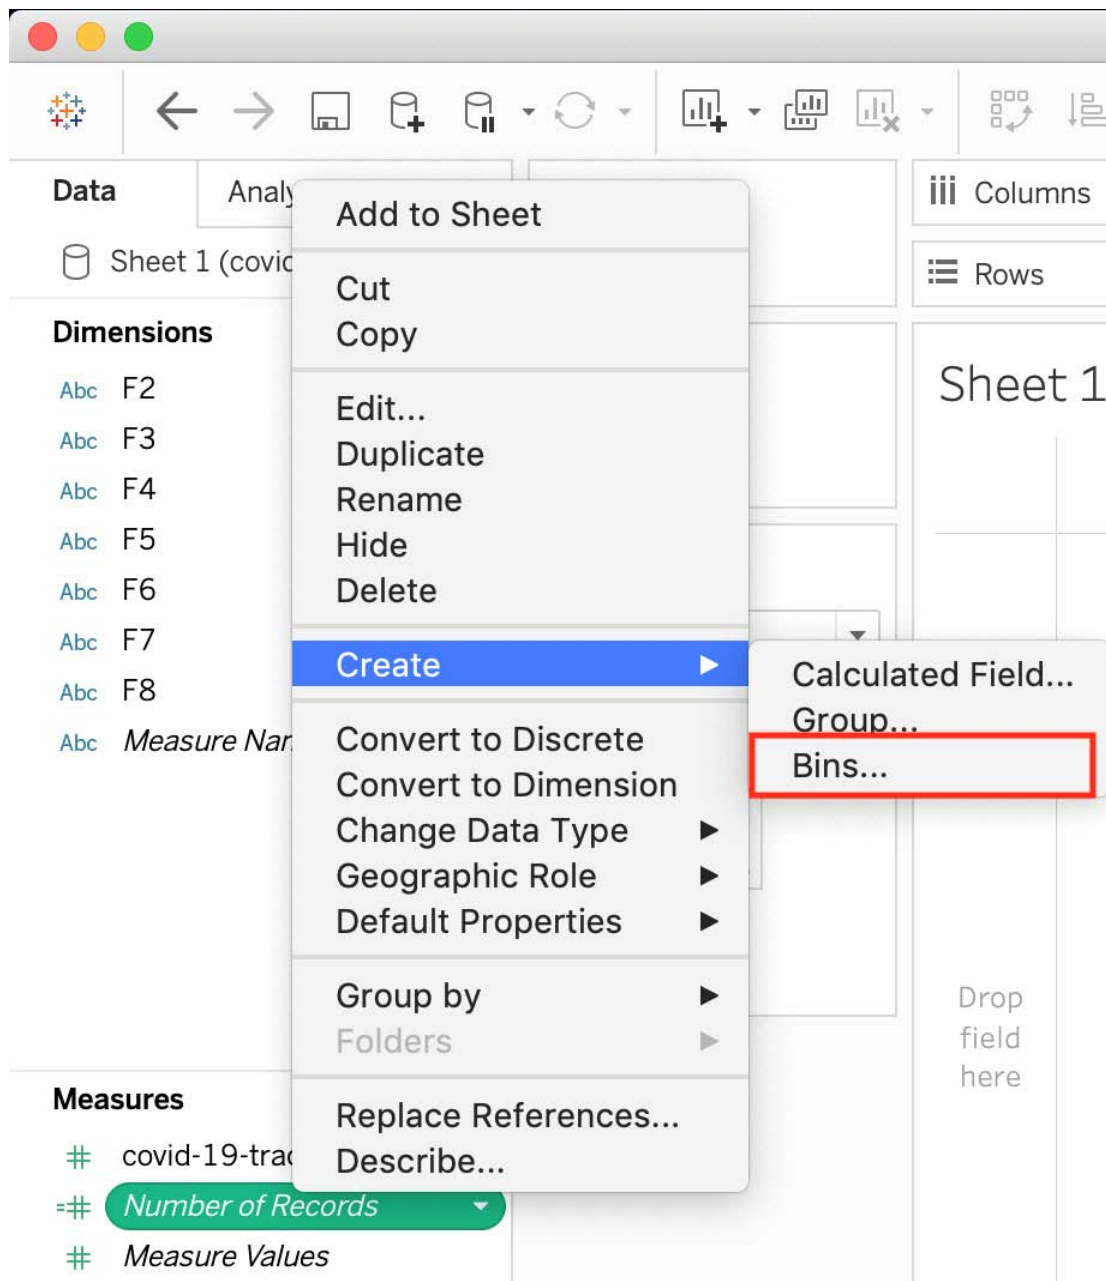 Data
Analy
Sheet 1 (covid
Dimensions
Abc F2
Abc F3
Abc F4
Abc F5
Abc F6
Abc F7
Abc F8
Abc Measure Nar
Measures
covid-19-trac
Number of Records
Measure Values
Add to Sheet
Cut
Copy
Edit...
Duplicate
Rename
Hide
Delete
Create
Convert to Discrete
Convert to Dimension
Change Data Type
Geographic Role
Default Properties
Group by
Folders
Replace References...
Describe...
Calculated Field...
Group...
Bins...
Columns
Rows
Sheet 1
Drop
field
here